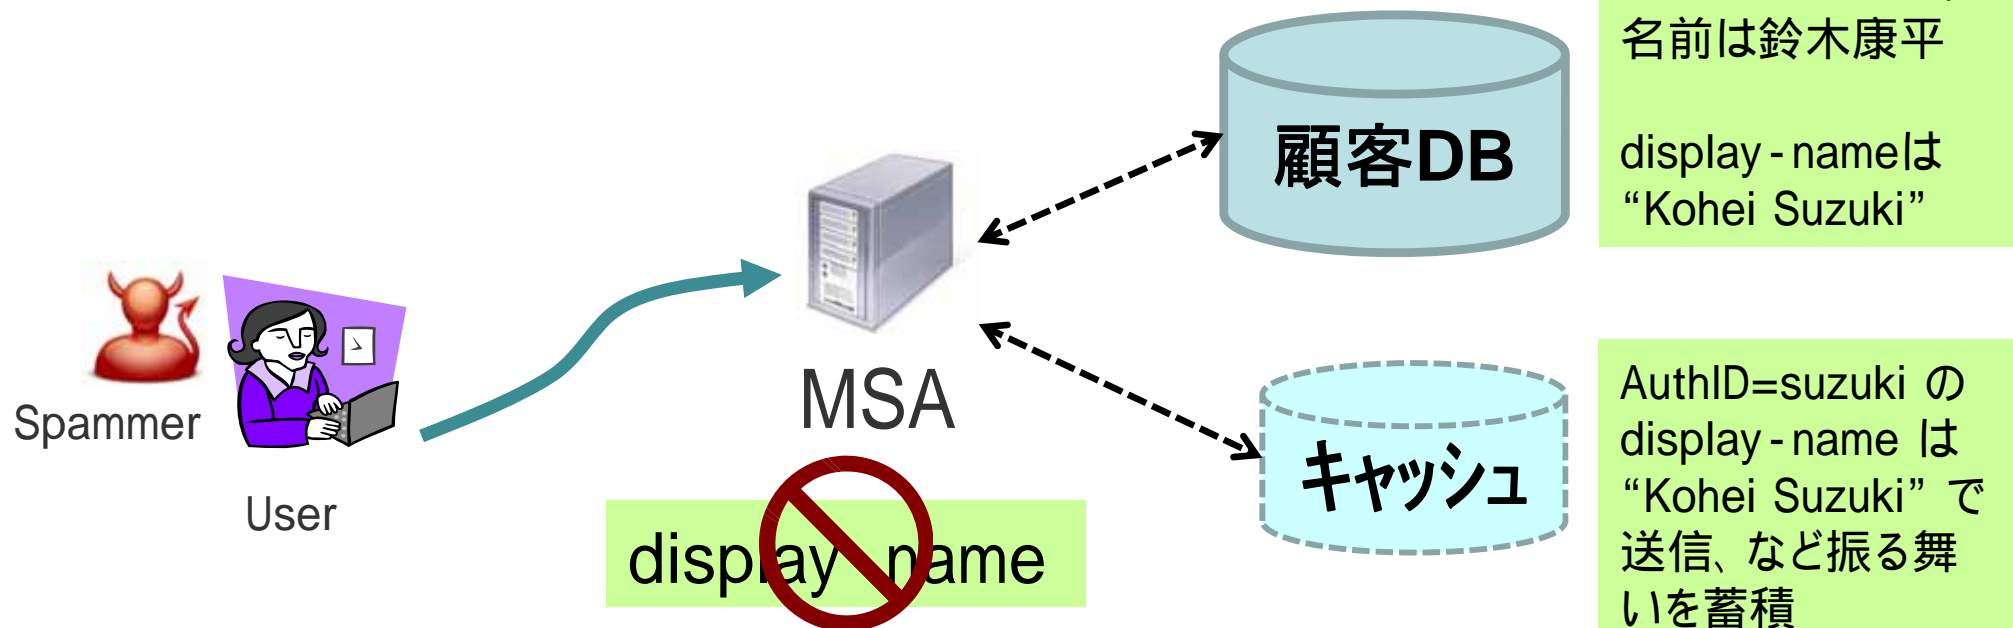 名前は鈴木康平
display-nameは
“Kohei Suzuki”
顧客DB
Spammer
User
MSA
display name
キャッシュ
AuthID=suzuki の
display-name は
“Kohei Suzuki” で
送信、など振る舞
いを蓄積